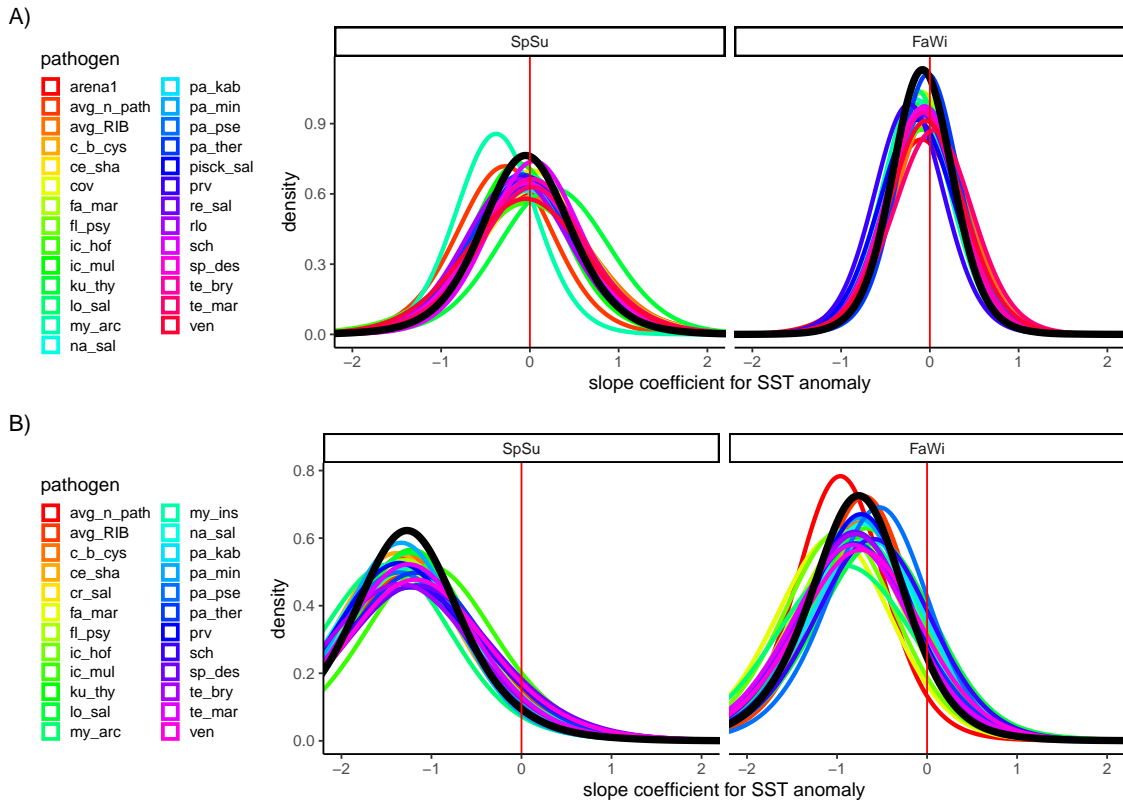 A)
pathogen
arena1
avg_n_path
avg_RIB
c_b_cys
ce_sha
cov
fa_mar
fl_psy
ic_hof
ic_mul
ku_thy
lo_sal
my_arc
na_sal
pa_kab
pa_min
pa_pse
pa_ther
pisck_sal
prv
re_sal
rlo
sch
sp_des
te_bry
te_mar
ven
SpSu
FaWi
density
0.9
0.6
0.3
0.0
−2 −1 0 1 2
−2 −1 0 1 2
slope coefficient for SST anomaly
B)
pathogen
avg_n_path
avg_RIB
c_b_cys
ce_sha
cr_sal
fa_mar
fl_psy
ic_hof
ic_mul
ku_thy
lo_sal
my_arc
my_ins
na_sal
pa_kab
pa_min
pa_pse
pa_ther
prv
sch
sp_des
te_bry
te_mar
ven
SpSu
FaWi
density
0.8
0.6
0.4
0.2
0.0
−2 −1 0 1 2
−2 −1 0 1 2
slope coefficient for SST anomaly